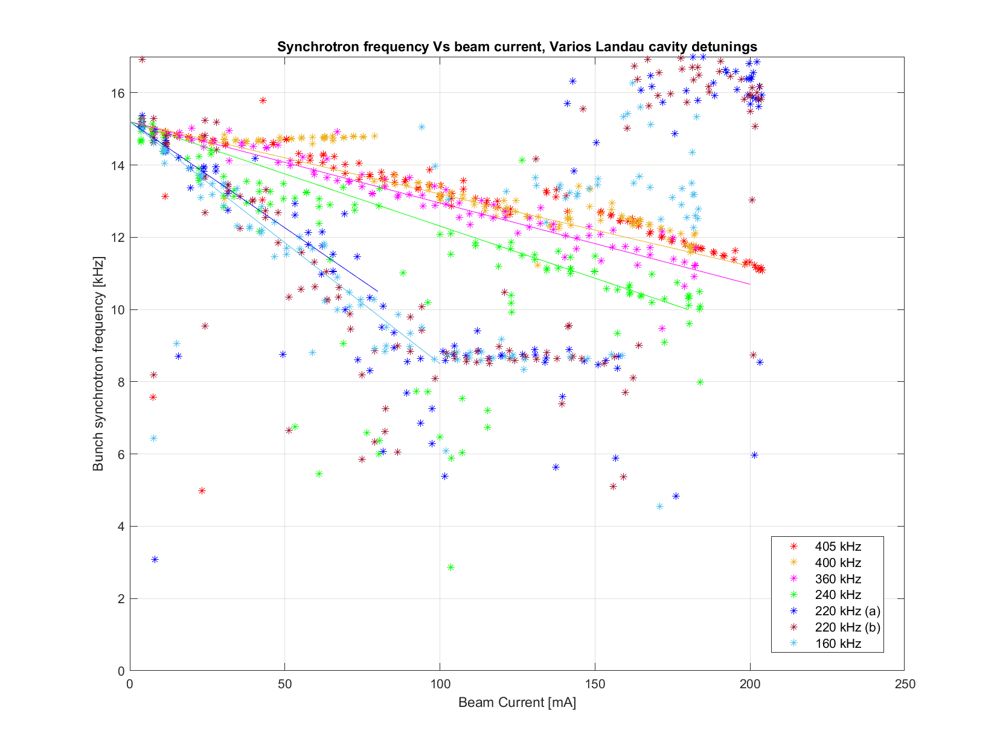 Synchrotron frequency Vs beam current, Varios Landau cavity detunings
Bunch synchrotron frequency [kHz]
16
14
12
10
8
6
4
2
0
0 50 100 150 200 250
Beam Current [mA]
405 kHz
400 kHz
360 kHz
240 kHz
220 kHz (a)
220 kHz (b)
160 kHz